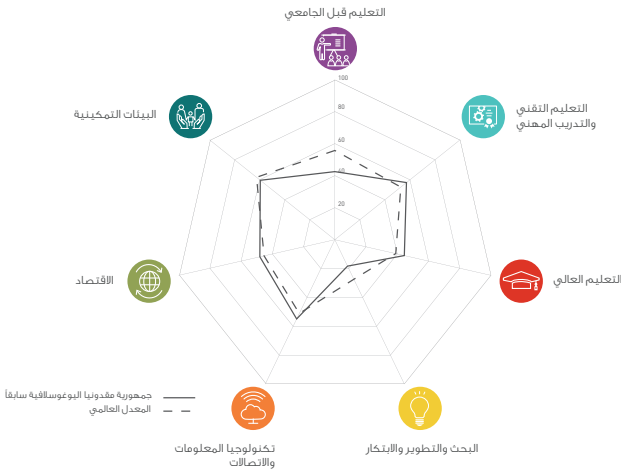 التعليم قبل الجامعي
التعليم التقني
والتدريب المهني
البيئات التمكينية
100
80
60
40
20
التعليم العالي
الاقتصاد
جمهورية مقدونيا اليوغوسلافية سابقاً
المعدل العالمي
البحث والتطوير والابتكار
تكنولوجيا المعلومات
والاتصالات